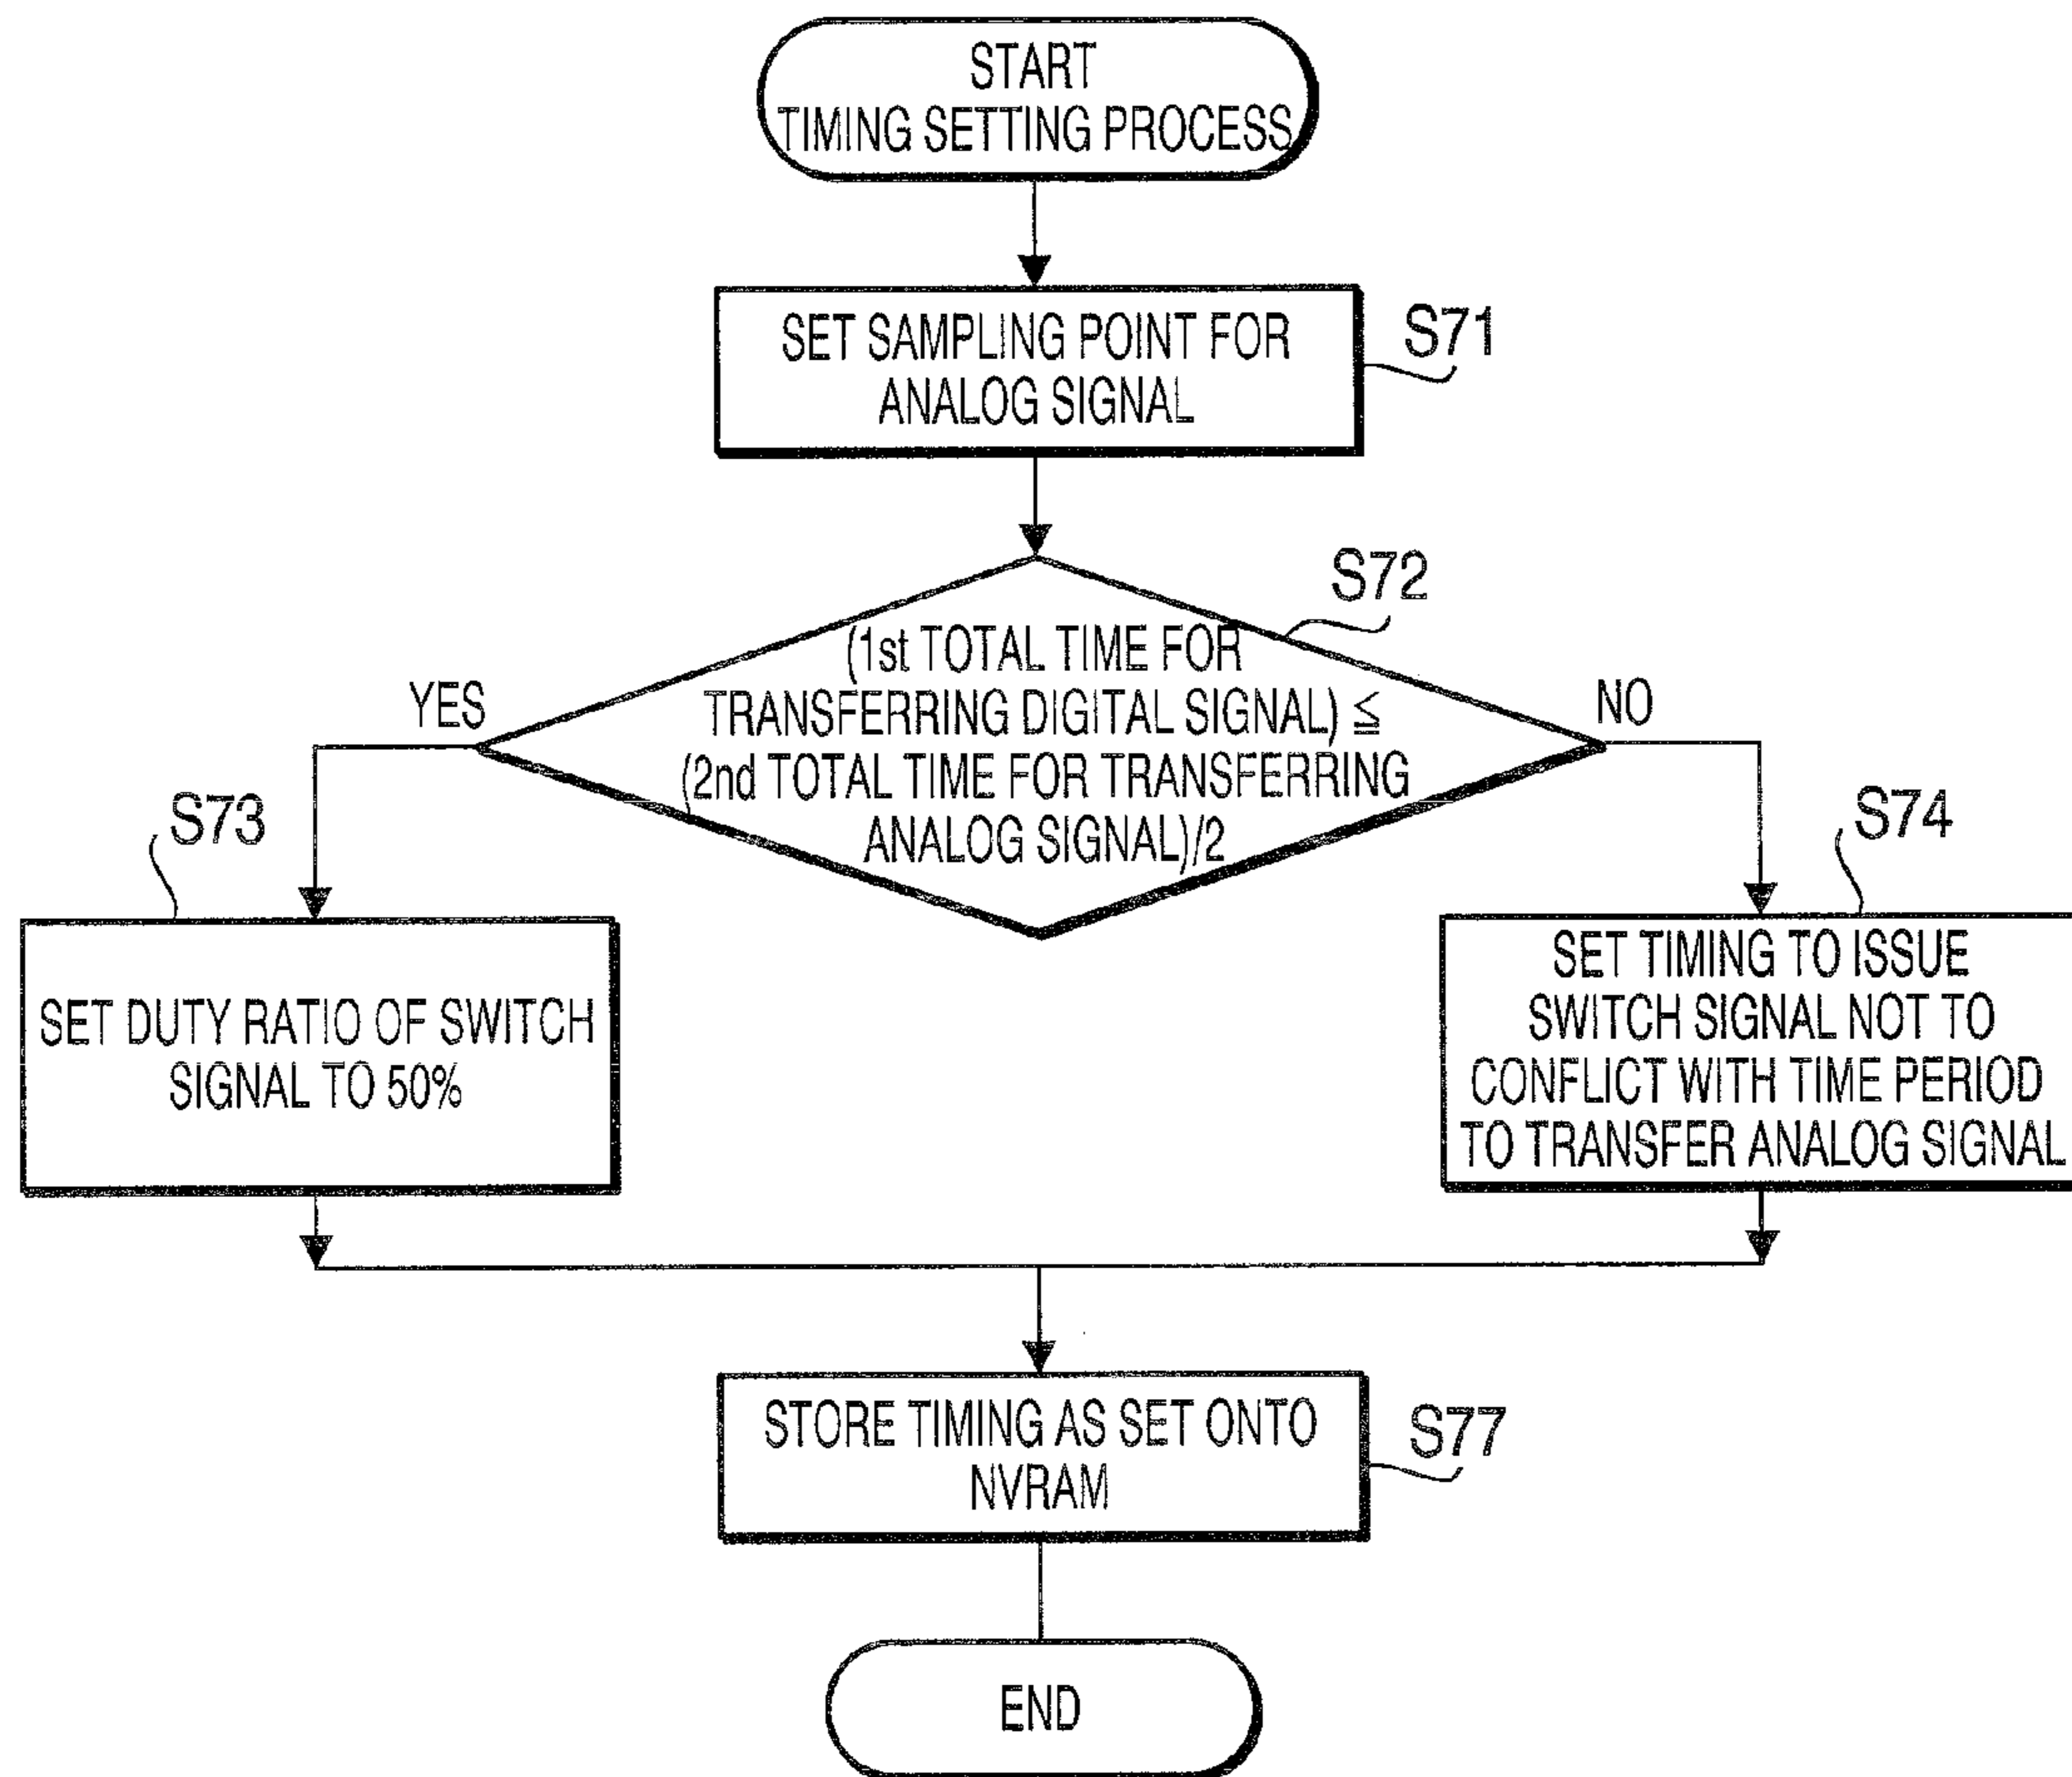 START
TIMING SETTING PROCESS
SET SAMPLING POINT FOR
ANALOG SIGNAL
S71
S72
(1st TOTAL TIME FOR
TRANSFERRING DIGITAL SIGNAL) ≦
(2nd TOTAL TIME FOR TRANSFERRING
ANALOG SIGNAL)/2
YES
NO
S73
SET DUTY RATIO OF SWITCH
SIGNAL TO 50%
S74
SET TIMING TO ISSUE
SWITCH SIGNAL NOT TO
CONFLICT WITH TIME PERIOD
TO TRANSFER ANALOG SIGNAL
STORE TIMING AS SET ONTO
NVRAM
S77
END